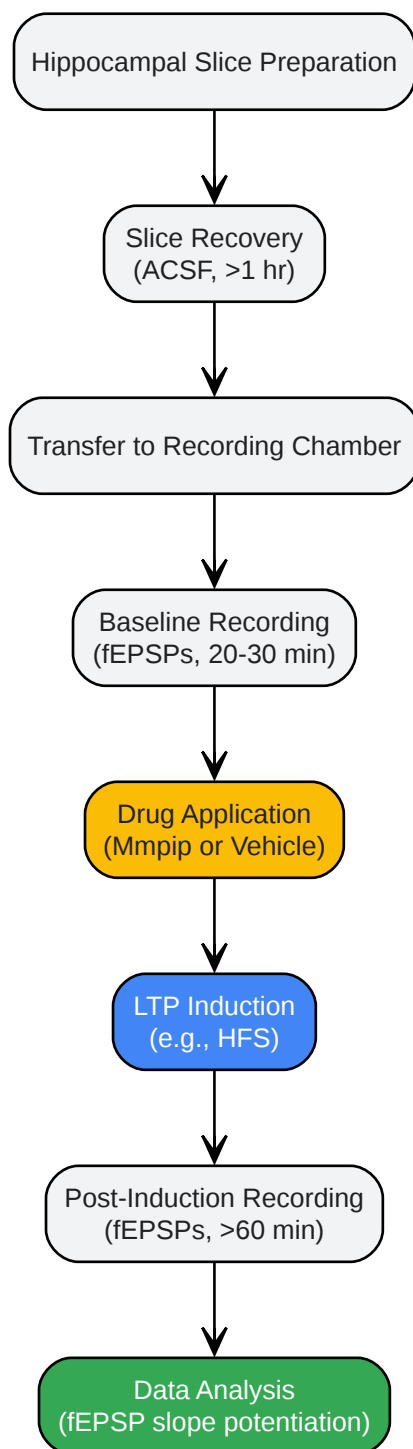 Hippocampal Slice Preparation
Slice Recovery
(ACSF, >1 hr)
Transfer to Recording Chamber
Baseline Recording
(fEPSPs, 20-30 min)
Drug Application
(Mmpip or Vehicle)
LTP Induction
(e.g., HFS)
Post-Induction Recording
(fEPSPs, >60 min)
Data Analysis
(fEPSP slope potentiation)